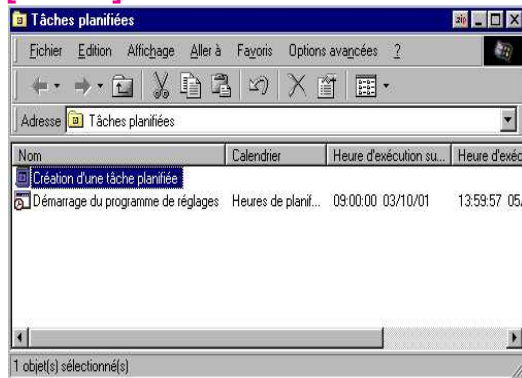 Tâches planifiées
Fichier Edition Affichage Aller à Favoris Options avancées ?
Adresse Tâches planifiées
Nom Calendrier Heure d'exécution su... Heure d'exéc
Création d'une tâche planifiée
Démarrage du programme de réglages Heures de planif... 09:00:00 03/10/01 13:59:57 05.
1 objet(s) sélectionné(s)